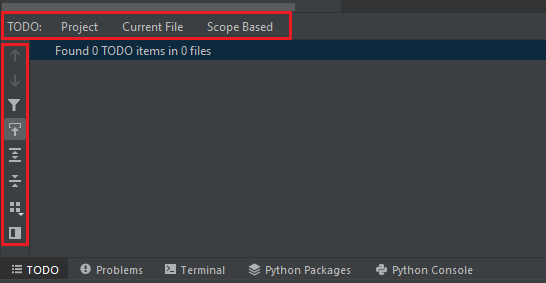 TODO: Project Current File Scope Based
Found 0 TODO items in 0 files
TODO Problems Terminal Python Packages Python Console